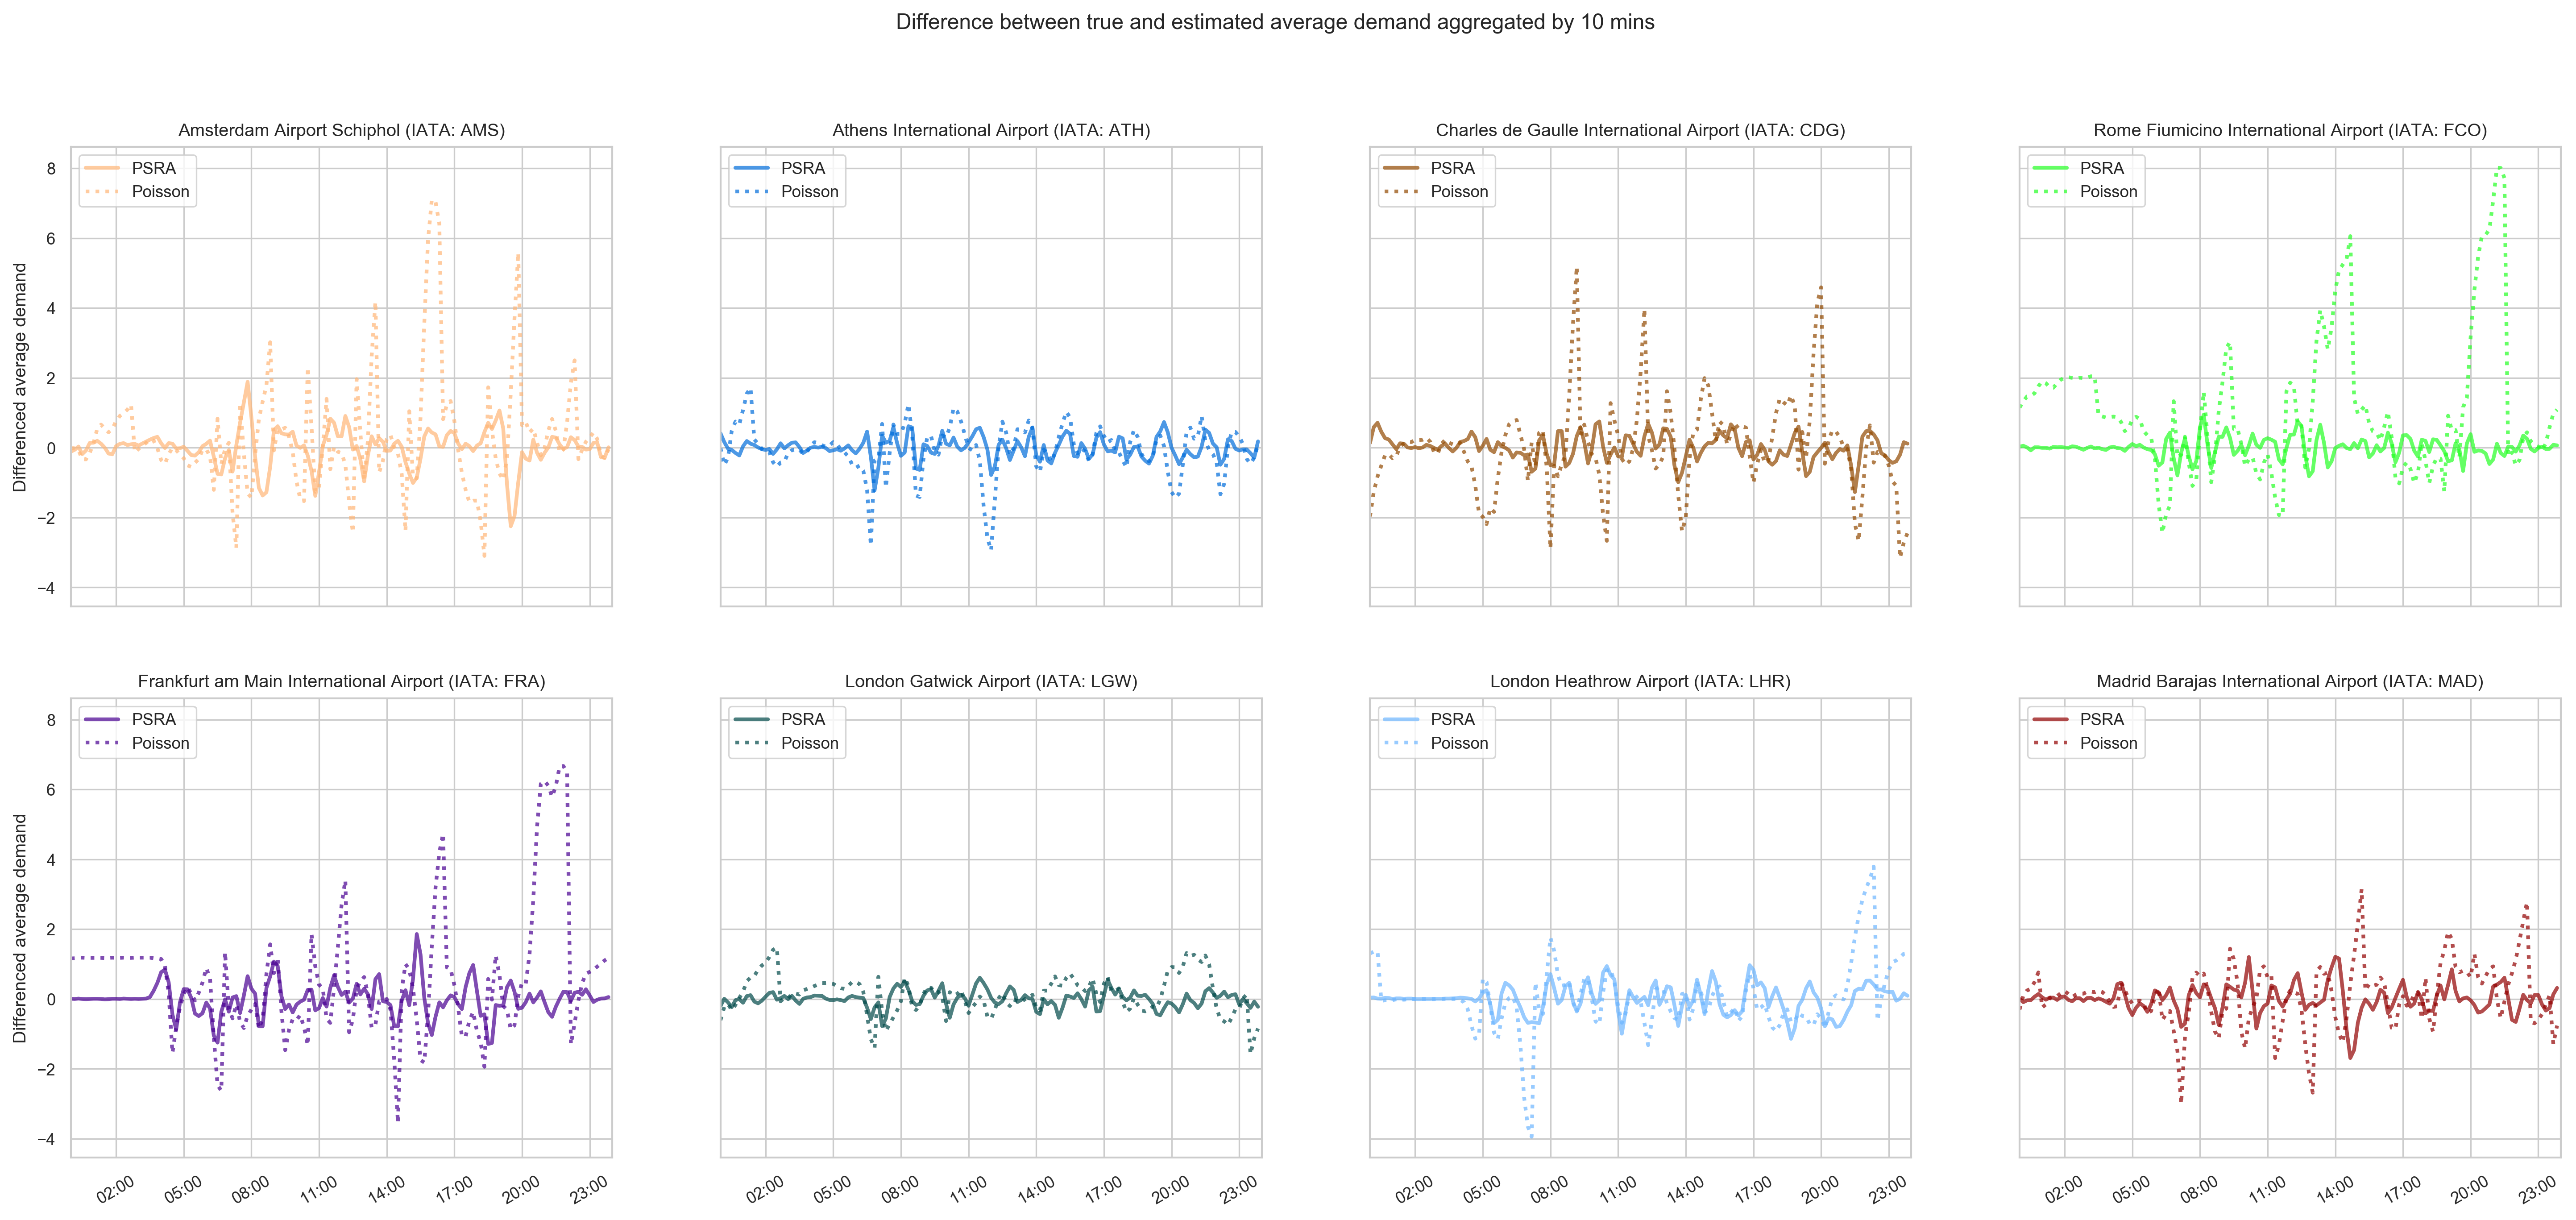 Difference between true and estimated average demand aggregated by 10 mins
Amsterdam Airport Schiphol (IATA: AMS)
Athens International Airport (IATA: ATH)
Charles de Gaulle International Airport (IATA: CDG)
Rome Fiumicino International Airport (IATA: FCO)
PSRA
Poisson
PSRA
Poisson
PSRA
Poisson
PSRA
Poisson
Differenced average demand
8
6
4
2
0
−2
−4
Frankfurt am Main International Airport (IATA: FRA)
London Gatwick Airport (IATA: LGW)
London Heathrow Airport (IATA: LHR)
Madrid Barajas International Airport (IATA: MAD)
PSRA
Poisson
PSRA
Poisson
PSRA
Poisson
PSRA
Poisson
Differenced average demand
8
6
4
2
0
−2
−4
02:00 05:00 08:00 11:00 14:00 17:00 20:00 23:00
02:00 05:00 08:00 11:00 14:00 17:00 20:00 23:00
02:00 05:00 08:00 11:00 14:00 17:00 20:00 23:00
02:00 05:00 08:00 11:00 14:00 17:00 20:00 23:00